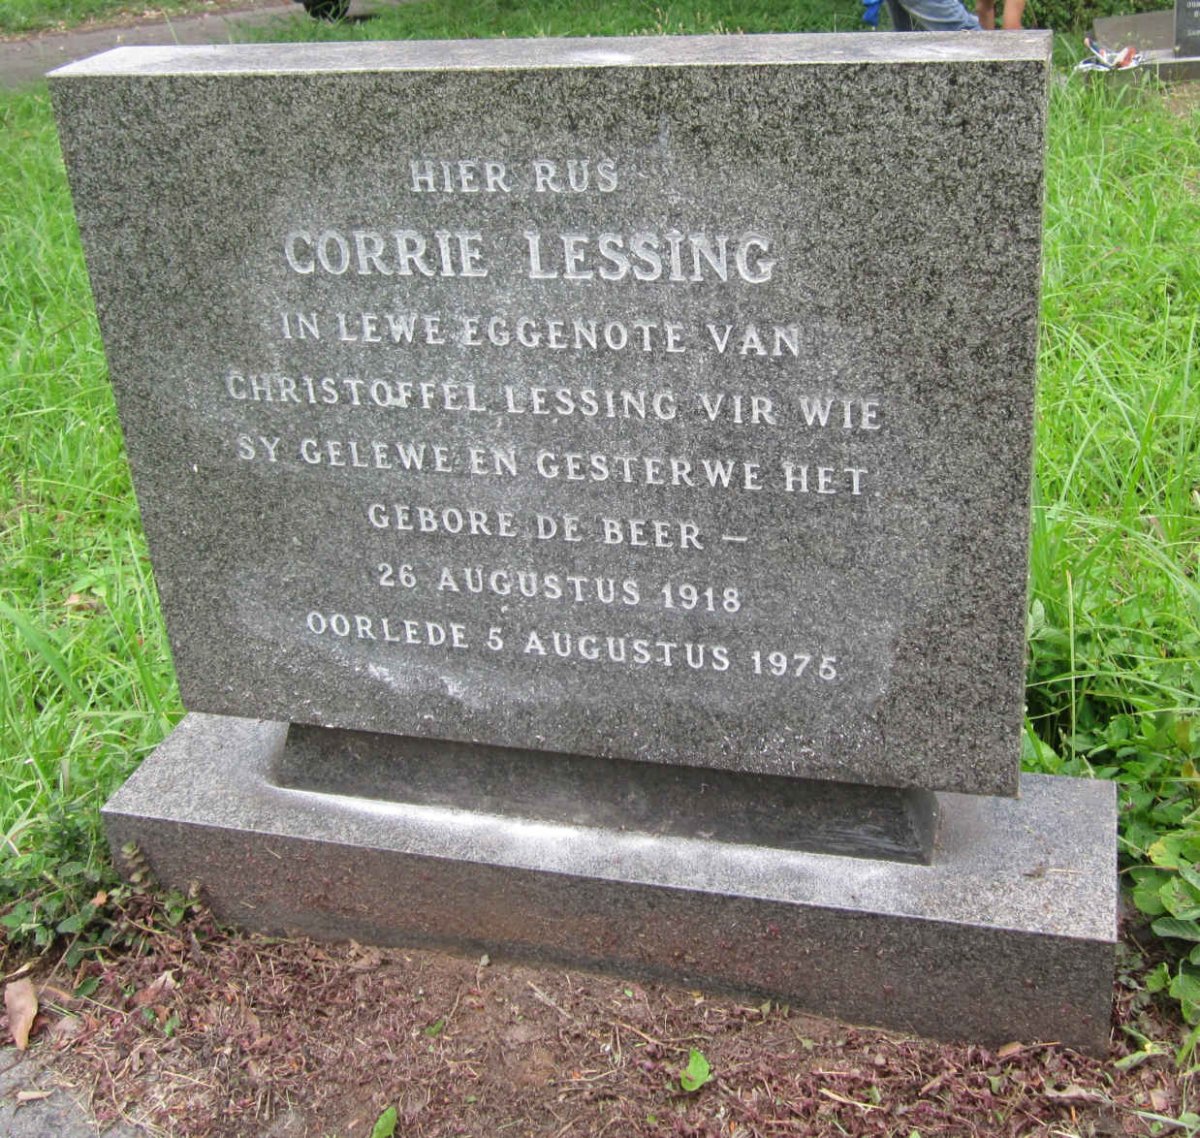 HIER RUS
CORRIE LESSING
IN LEWE EGGENOTE VAN
CHRISTOFFEL LESSING VIR WIE
SY GELEWE EN GESTERWE HET
GEBORE DE BEER –
26 AUGUSTUS 1918
OORLEDE 5 AUGUSTUS 1975